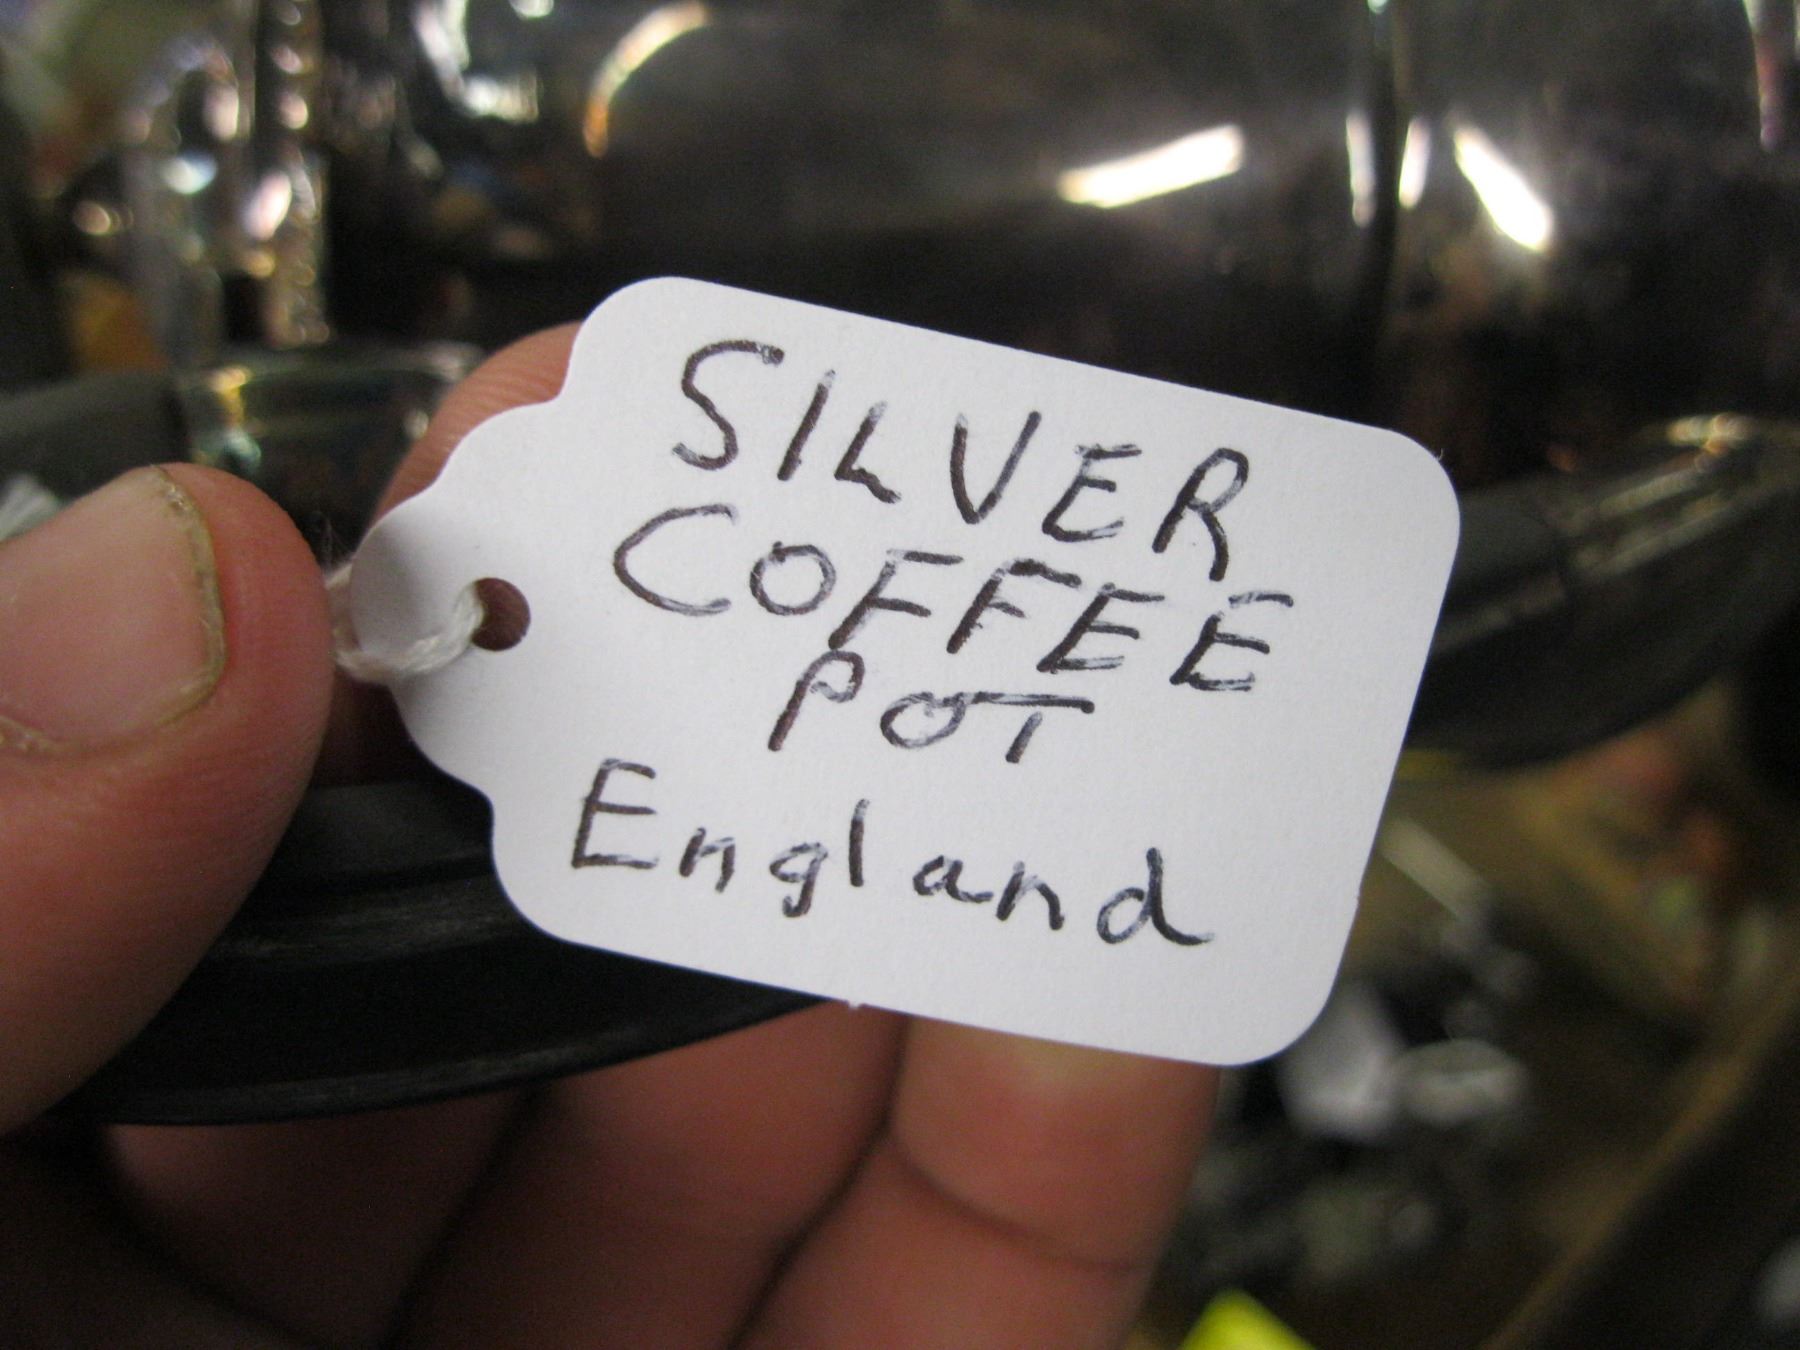 SILVER
COFFEE
POT
England